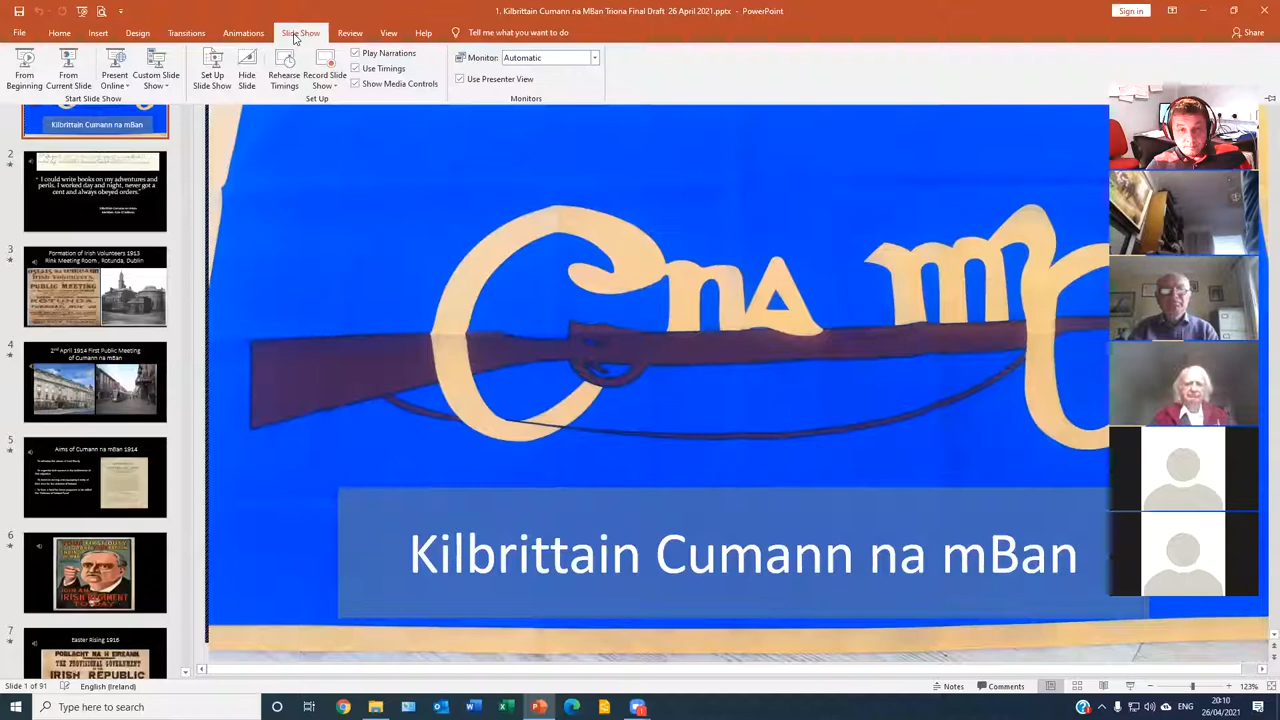 1. Kilbrittain Cumann na mBan Triona Final Draft 26 April 2021.pptx - PowerPoint
Sign in
File Home Insert Design Transitions Animations Slide Show Review View Help Tell me what you want to do
Share
From Beginning
From Current Slide
Present Online
Custom Slide Show
Set Up Slide Show
Hide Slide
Rehearse Timings
Record Slide Show
Play Narrations
Use Timings
Show Media Controls
Monitor: Automatic
Use Presenter View
Start Slide Show
Set Up
Monitors
Kilbrittain Cumann na mBan
2
" I could write books on my adventures and
perils. I worked day and night, never got a
cent and always obeyed orders."
3
Formation of Irish Volunteers 1913
Rink Meeting Room , Rotunda, Dublin
PUBLIC MEETING
ROTUNDA
4
2nd April 1914 First Public Meeting
of Cumann na mBan
5
Aims of Cumann na mBan 1914
6
JOIN AN
IRISH REGIMENT
TO-DAY
7
Easter Rising 1916
POBLACHT NA H EIREANN.
THE PROVISIONAL GOVERNMENT
OF THE
IRISH REPUBLIC
Cna m
Kilbrittain Cumann na mBan
Slide 1 of 91
English (Ireland)
Notes
Comments
123%
Type here to search
20:10
ENG
26/04/2021